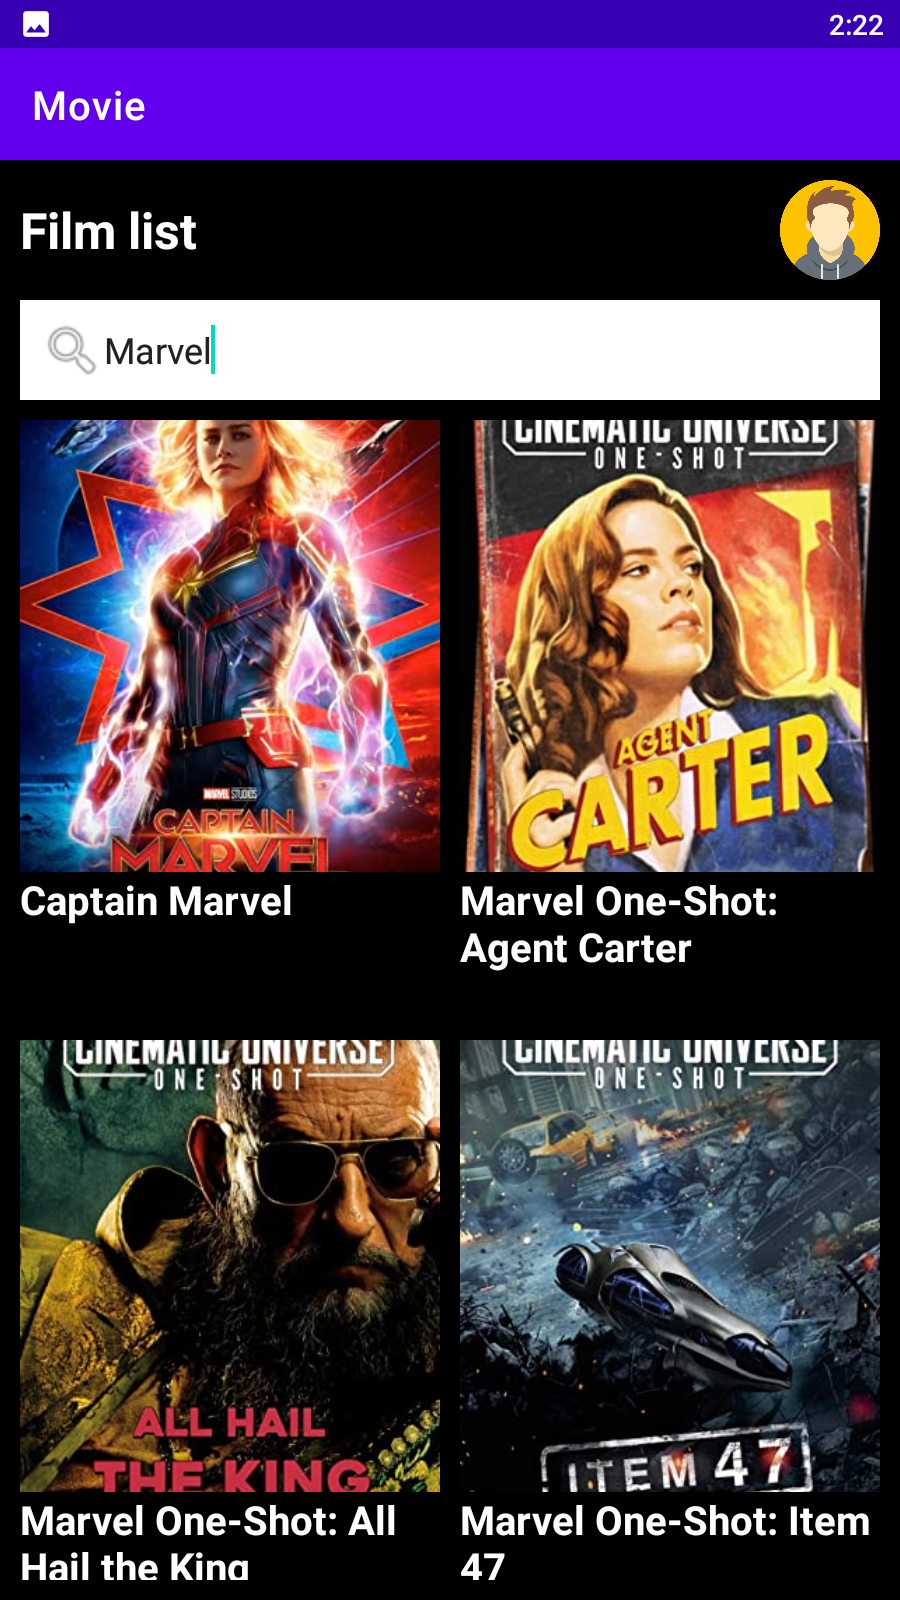 2:22
Movie
Film list
Marvel
CINEMATIC UNIVERSE
ONE-SHOT
AGENT
CARTER
MARVEL STUDIOS
CAPTAIN
MARVEL
Captain Marvel
Marvel One-Shot:
Agent Carter
CINEMATIC UNIVERSE
ONE-SHOT
ALL HAIL
THE KING
CINEMATIC UNIVERSE
ONE-SHOT
ITEM 47
Marvel One-Shot: All
Hail the King
Marvel One-Shot: Item
47